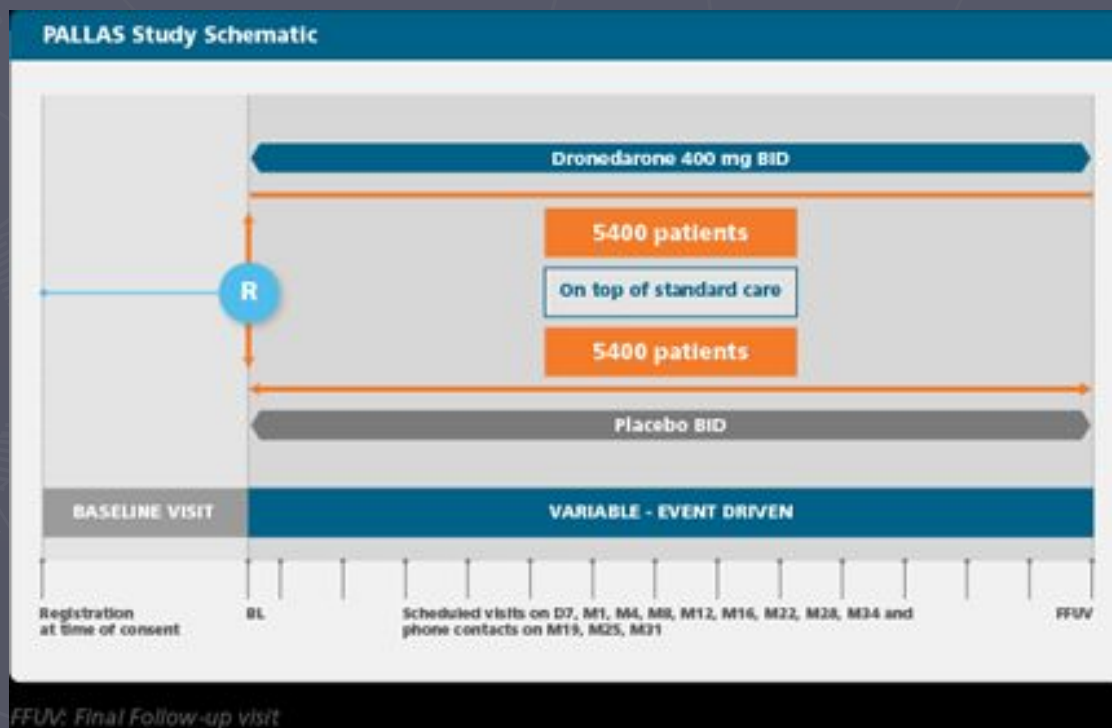 PALLAS Study Schematic
Dronedarone 400 mg BID
5400 patients
R
On top of standard care
5400 patients
Placebo BID
BASELINE VISIT
VARIABLE - EVENT DRIVEN
Registration
at time of consent
BL
Scheduled visits on D7, M1, M4, M8, M12, M16, M22, M28, M34 and
phone contacts on M19, M25, M31
FFUV
FFUV: Final Follow-up visit